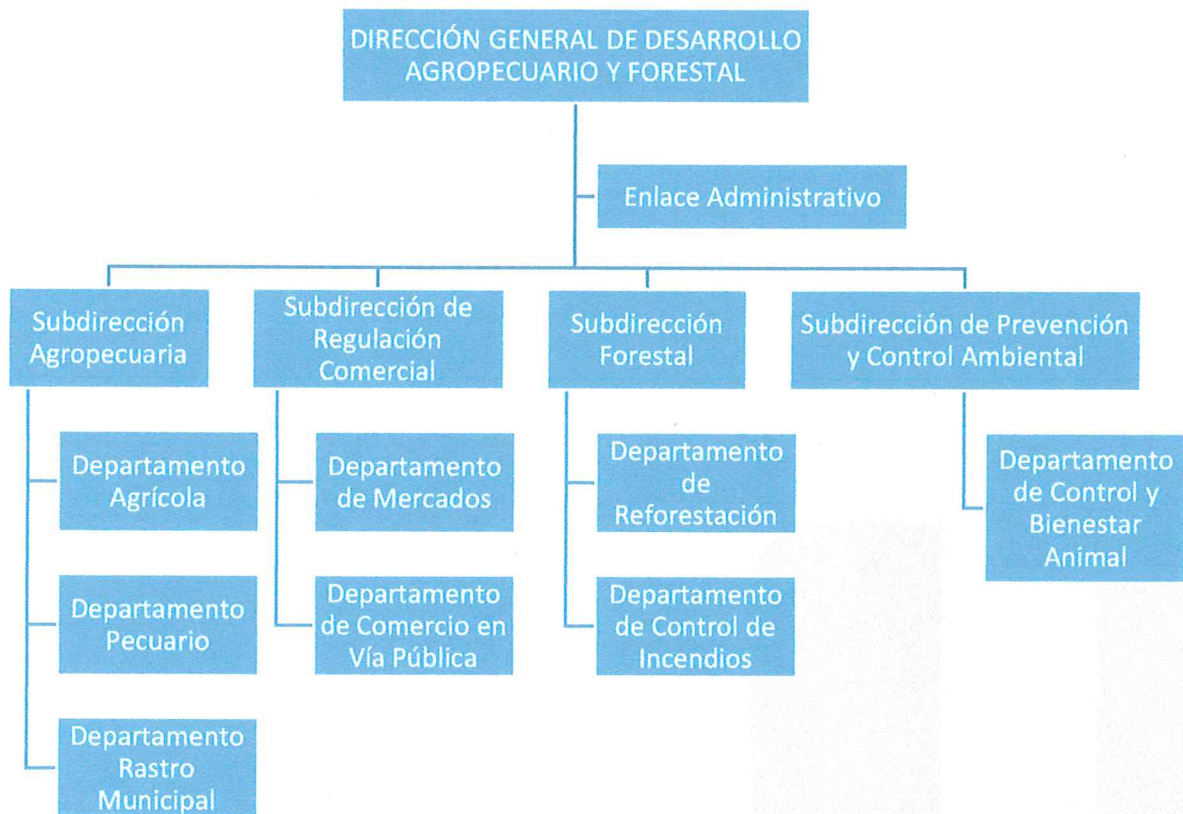 DIRECCIÓN GENERAL DE DESARROLLO
AGROPECUARIO Y FORESTAL
Enlace Administrativo
Subdirección
Agropecuaria
Subdirección de
Regulación
Comercial
Subdirección
Forestal
Subdirección de Prevención
y Control Ambiental
Departamento
Agrícola
Departamento
de Mercados
Departamento
de
Reforestación
Departamento
de Control y
Bienestar
Animal
Departamento
Pecuario
Departamento
de Comercio en
Vía Pública
Departamento
de Control de
Incendios
Departamento
Rastro
Municipal